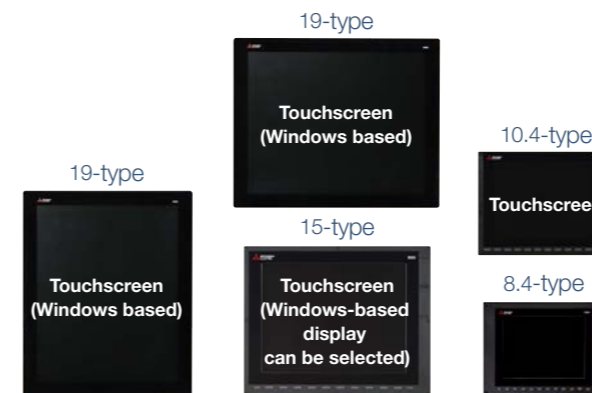 19-type
Touchscreen
(Windows based)
19-type
Touchscreen
(Windows based)
15-type
Touchscreen
(Windows-based
display
can be selected)
10.4-type
Touchscree
8.4-type